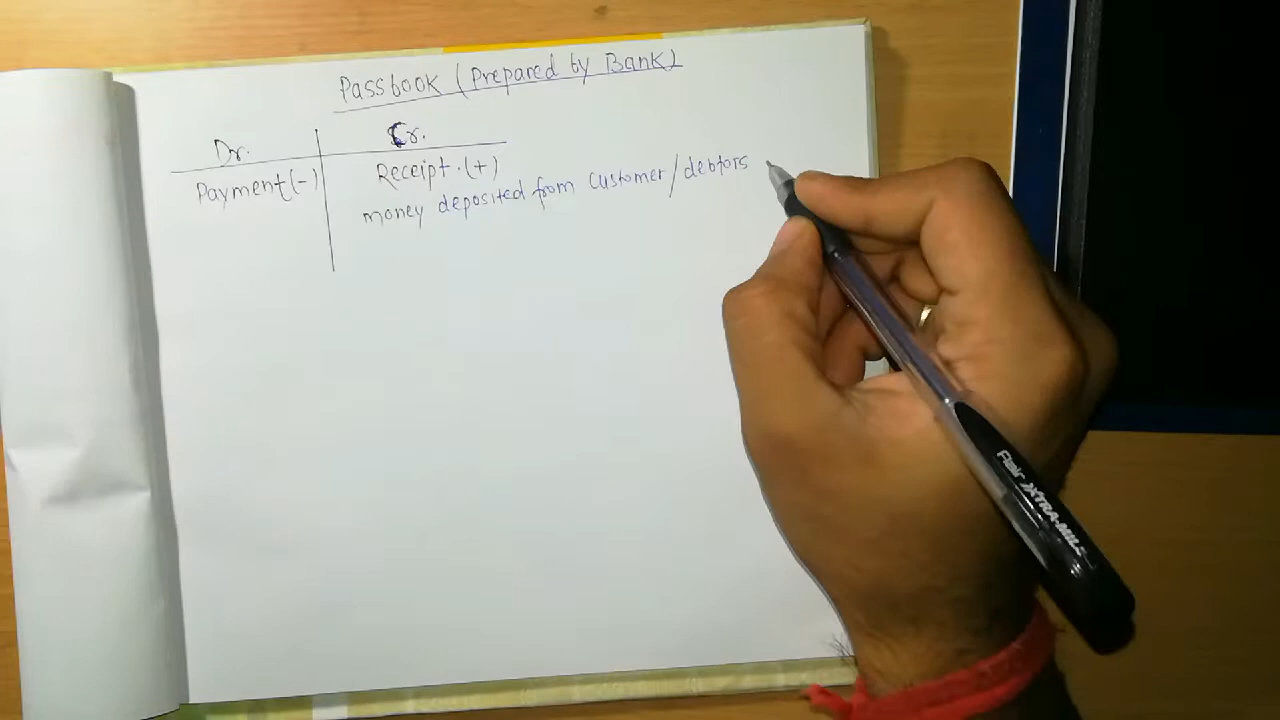 Passbook (Prepared by Bank)
Dr. Cr.
Payment (-) Receipt. (+)
money deposited from customer/debtors
Flair XTRA-MILE